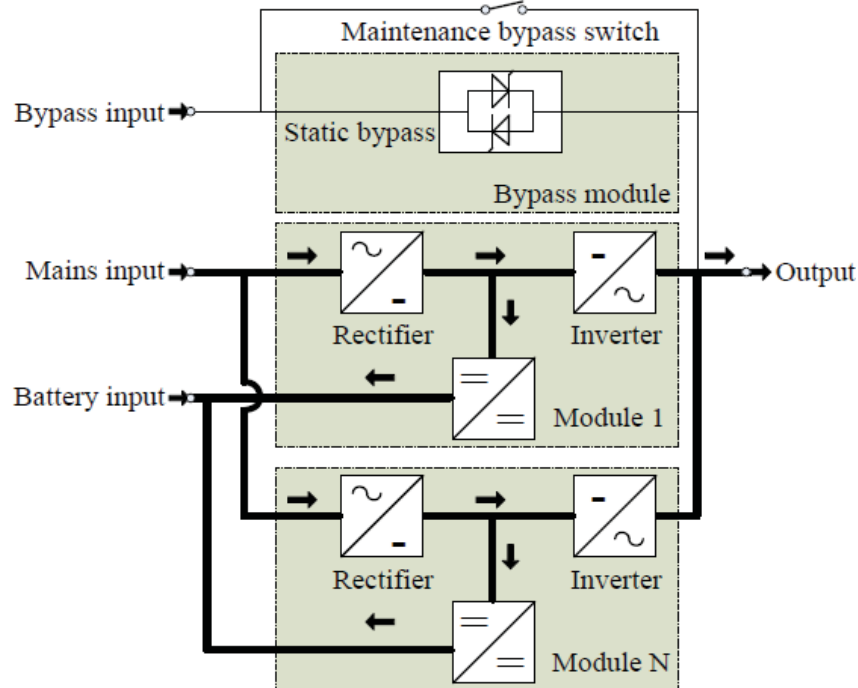 Maintenance bypass switch
Bypass input
Static bypass
Bypass module
Mains input
Output
Rectifier
Inverter
Battery input
Module 1
Rectifier
Inverter
Module N